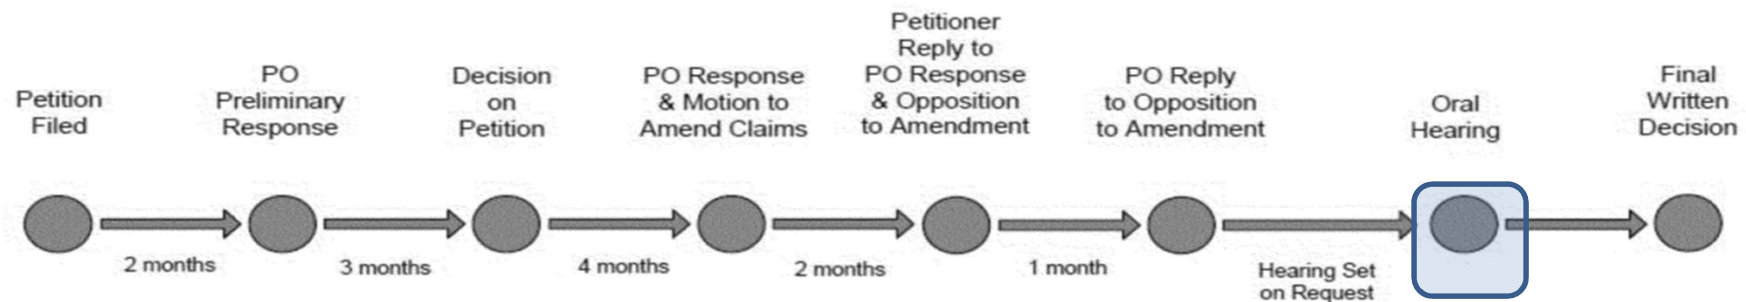 Petition
Filed
PO
Preliminary
Response
Decision
on
Petition
PO Response
& Motion to
Amend Claims
Petitioner
Reply to
PO Response
& Opposition
to Amendment
PO Reply
to Opposition
to Amendment
Oral
Hearing
Final
Written
Decision
2 months
3 months
4 months
2 months
1 month
Hearing Set
on Request